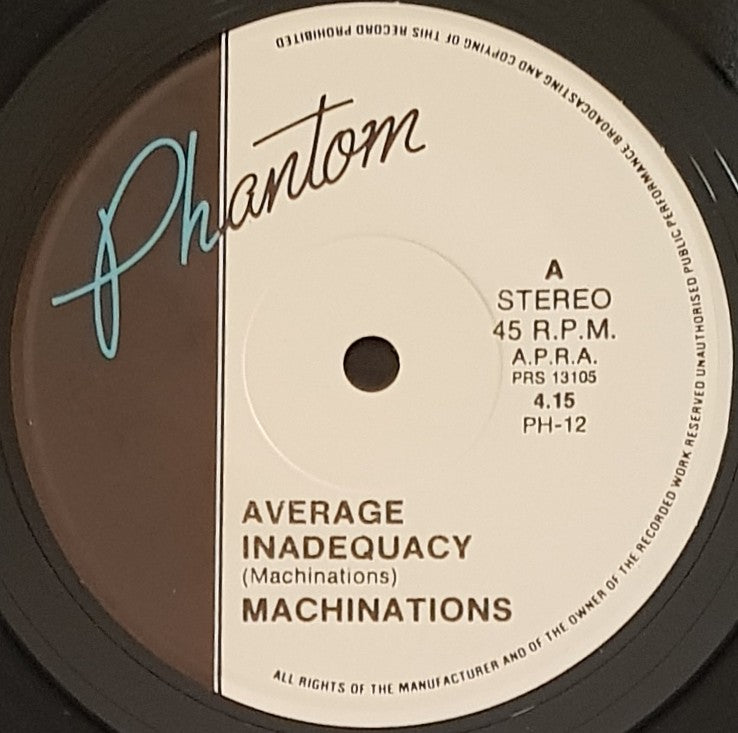 Phantom
A
STEREO
45 R.P.M.
A.P.R.A.
PRS 13105
4.15
PH-12
AVERAGE
INADEQUACY
(Machinations)
MACHINATIONS
ALL RIGHTS OF THE MANUFACTURER AND OF THE OWNER OF THE RECORDED WORK RESERVED UNAUTHORISED PUBLIC PERFORMANCE BROADCASTING AND COPYING OF THIS RECORD PROHIBITED